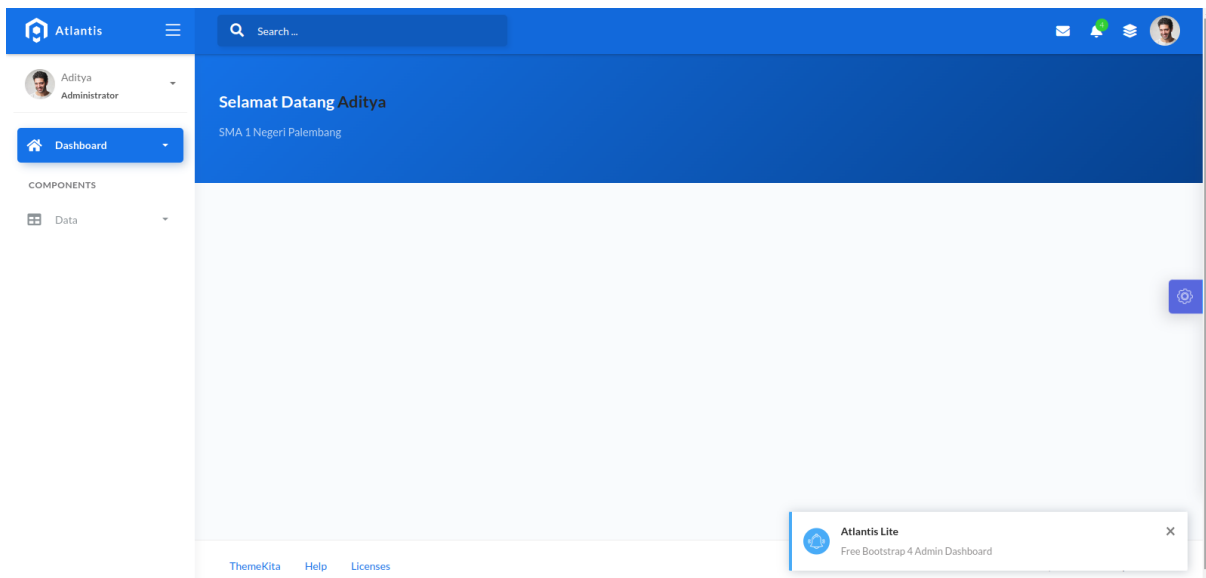 Atlantis
Search ...
4
Aditya
Administrator
Selamat Datang Aditya
SMA 1 Negeri Palembang
Dashboard
COMPONENTS
Data
Atlantis Lite
Free Bootstrap 4 Admin Dashboard
ThemeKita Help Licenses